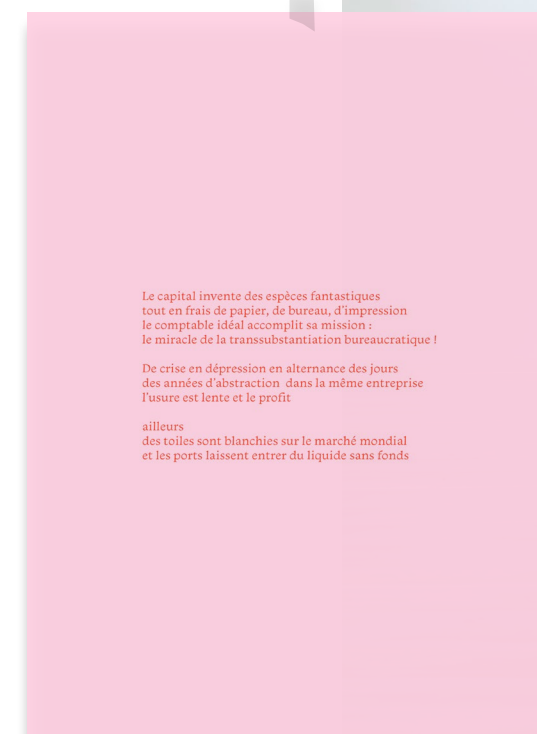 Le capital invente des espèces fantastiques
tout en frais de papier, de bureau, d'impression
le comptable idéal accomplit sa mission :
le miracle de la transsubstantiation bureaucratique !
De crise en dépression en alternance des jours
des années d'abstraction  dans la même entreprise
l'usure est lente et le profit
ailleurs
des toiles sont blanchies sur le marché mondial
et les ports laissent entrer du liquide sans fonds